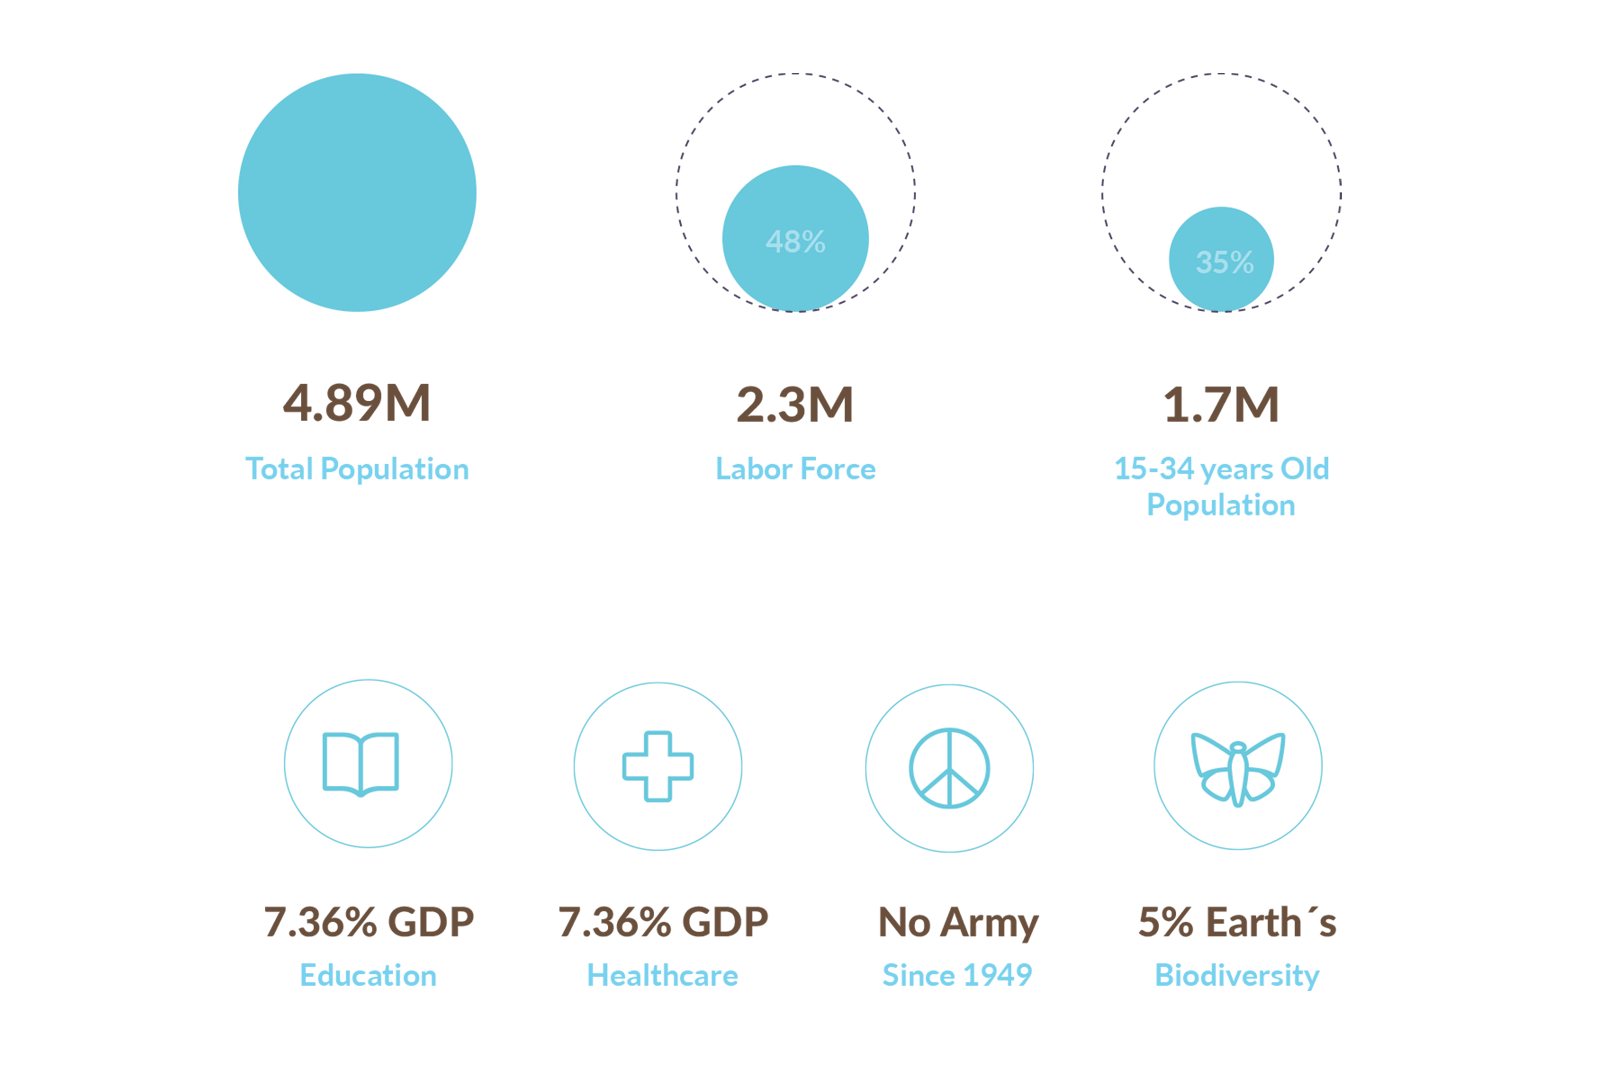 48%
35%
4.89M
2.3M
1.7M
Total Population
Labor Force
15-34 years Old
Population
7.36% GDP
7.36% GDP
No Army
5% Earth´s
Education
Healthcare
Since 1949
Biodiversity